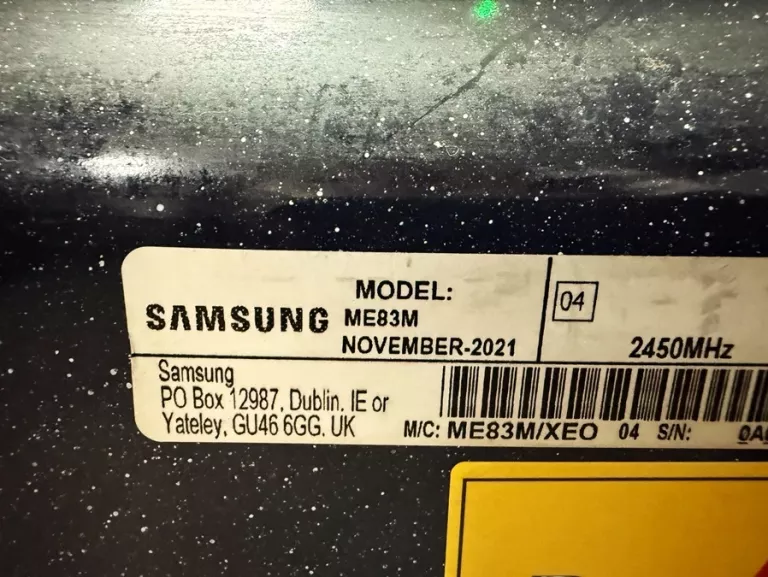 MODEL:
SAMSUNG ME83M
NOVEMBER-2021
04
2450MHz
Samsung
PO Box 12987, Dublin. IE or
Yateley, GU46 6GG, UK
M/C: ME83M/XEO 04 S/N: